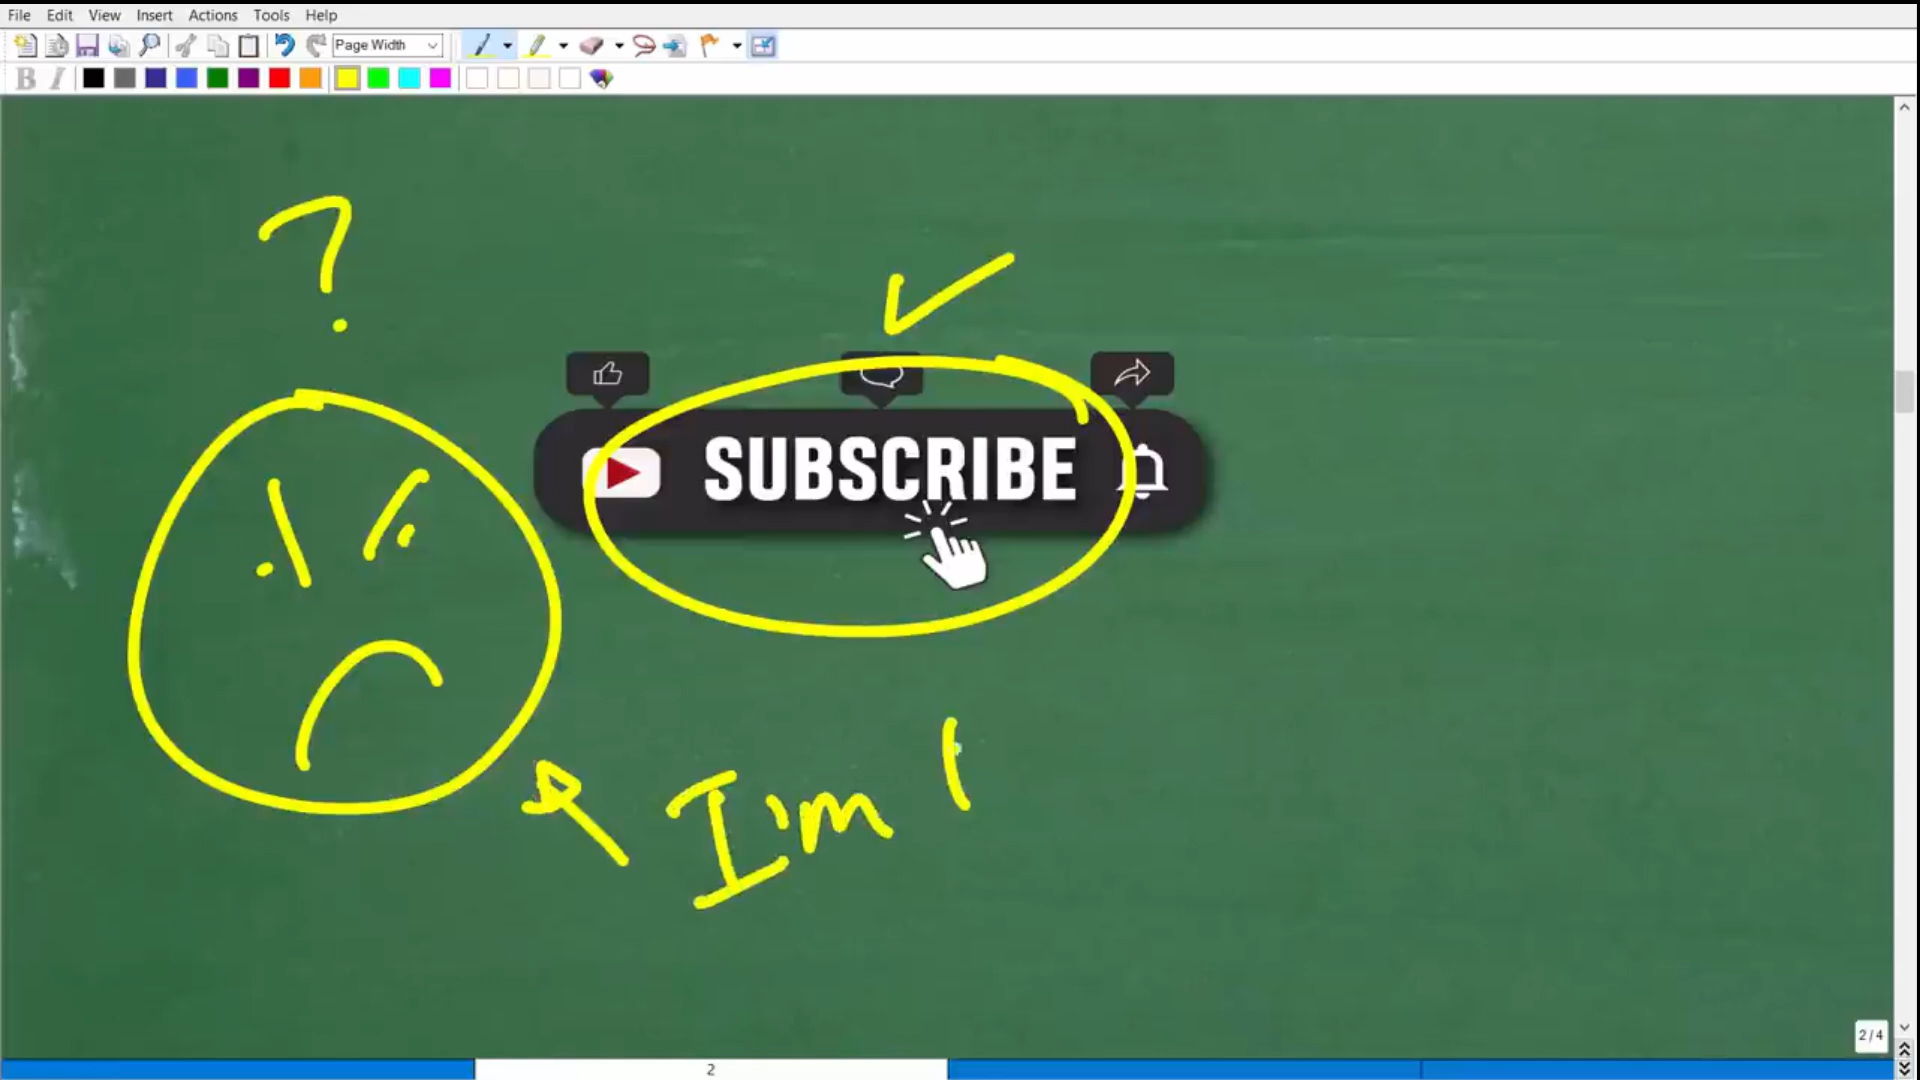 File Edit View Insert Actions Tools Help
Page Width
B I
?
SUBSCRIBE
I'm
2/4
2